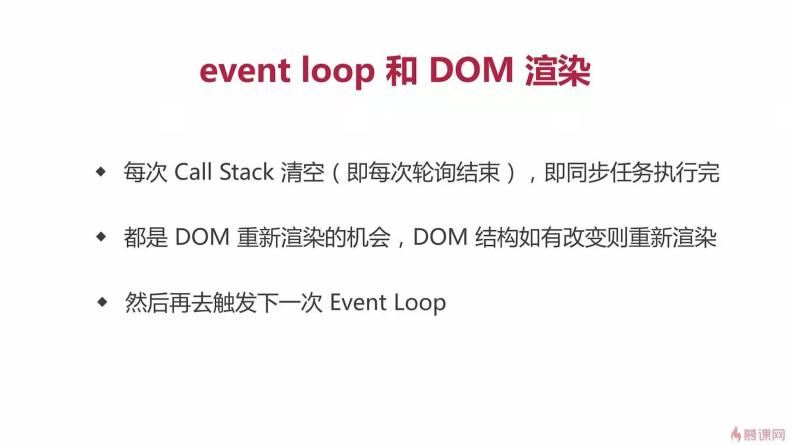 event loop 和 DOM 渲染
每次 Call Stack 清空（即每次轮询结束），即同步任务执行完
都是 DOM 重新渲染的机会，DOM 结构如有改变则重新渲染
然后再去触发下一次 Event Loop
慕课网